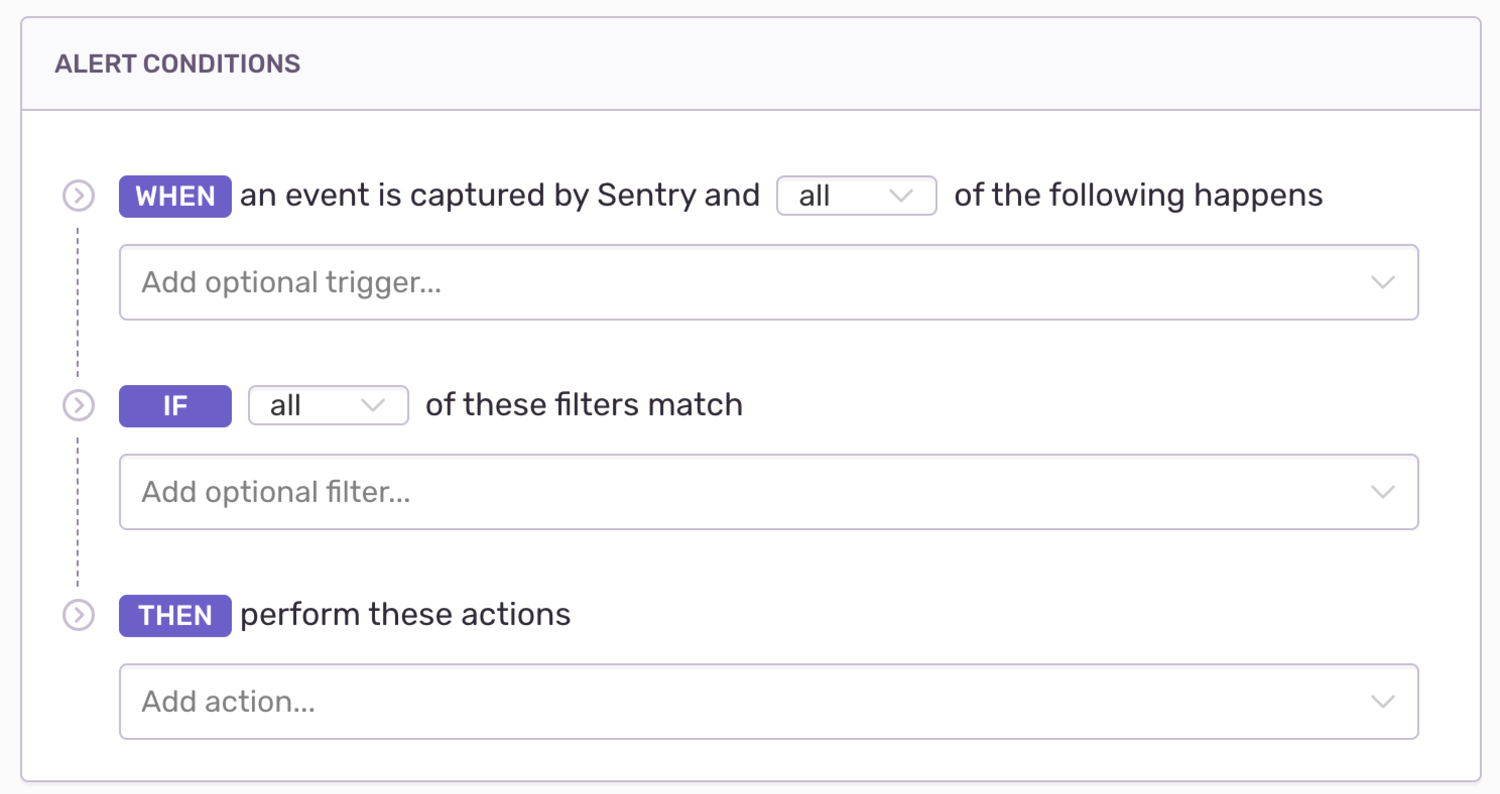 ALERT CONDITIONS
WHEN an event is captured by Sentry and all of the following happens
Add optional trigger...
IF all of these filters match
Add optional filter...
THEN perform these actions
Add action...